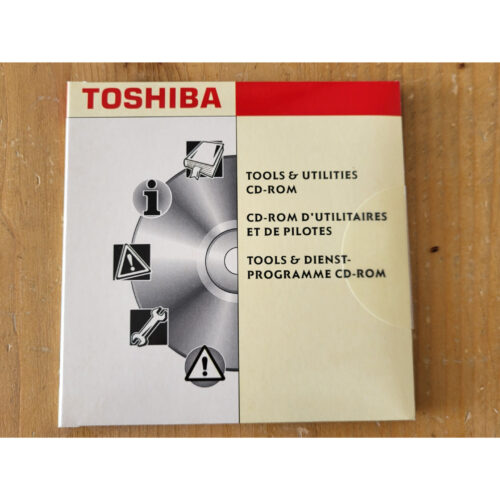 TOSHIBA
TOOLS & UTILITIES
CD-ROM
CD-ROM D'UTILITAIRES
ET DE PILOTES
TOOLS & DIENST-
PROGRAMME CD-ROM